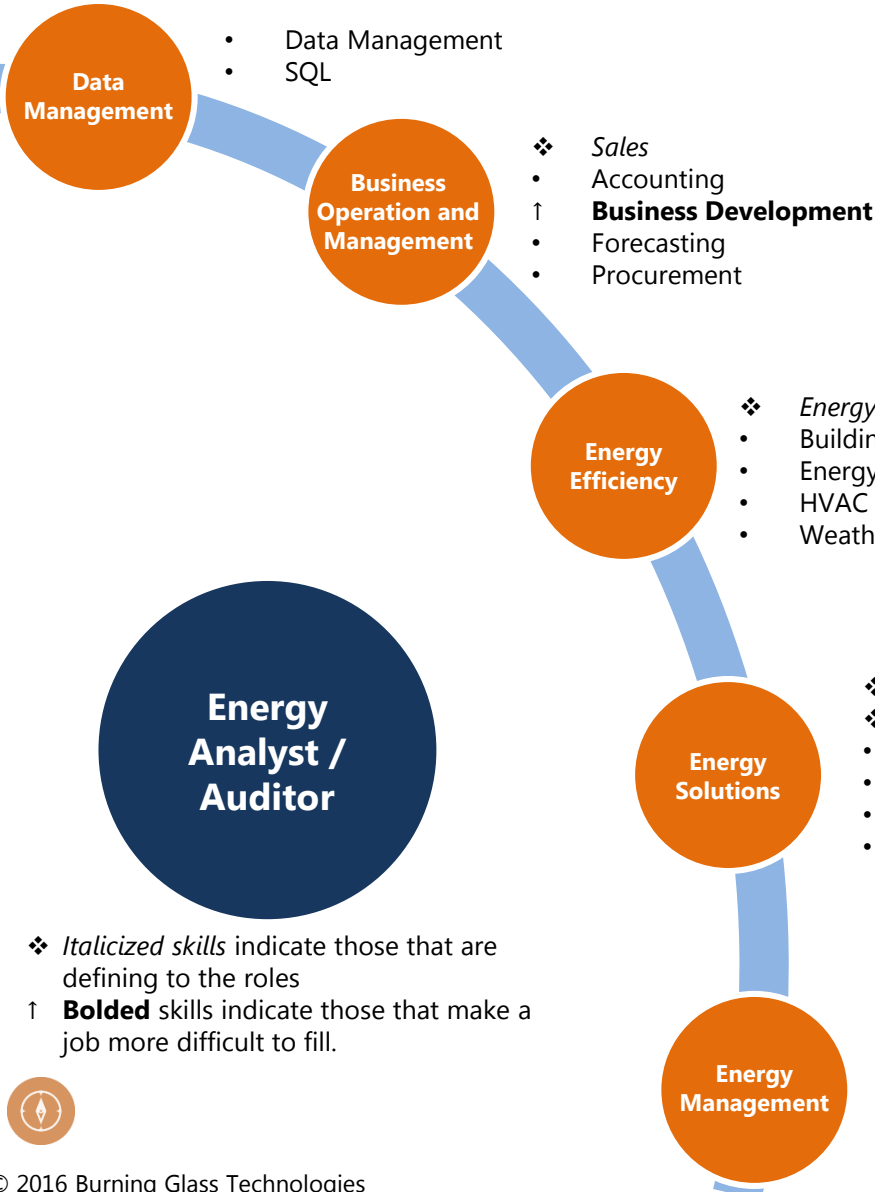 Data
Management
• Data Management
• SQL
Business
Operation and
Management
❖ Sales
• Accounting
↑ Business Development
• Forecasting
• Procurement
Energy
Efficiency
❖ Energy
•
• Energy
• HVAC
•
Energy
Solutions
❖
❖
•
•
•
•
Energy
Analyst /
Auditor
❖ Italicized skills indicate those that are
defining to the roles
↑ Bolded skills indicate those that make a
job more difficult to fill.
Energy
Management
© 2016 Burning Glass Technologies